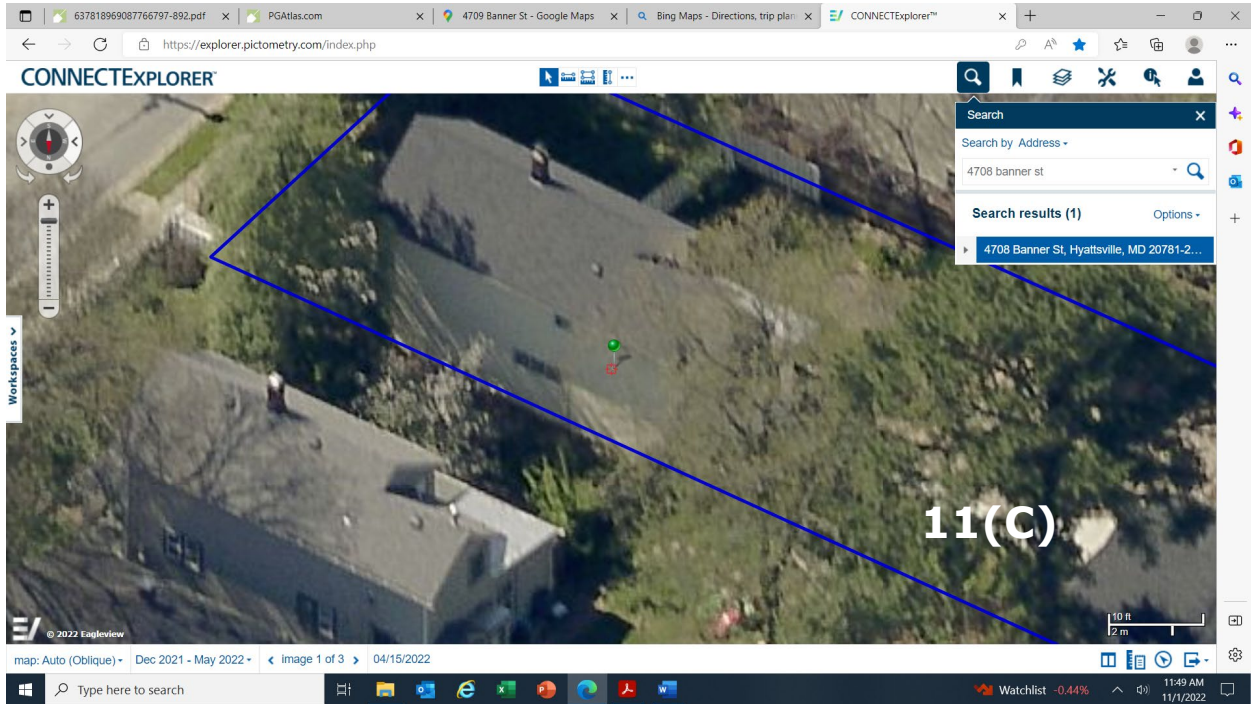 637818969087766797-892.pdf
PGAtlas.com
4709 Banner St - Google Maps
Bing Maps - Directions, trip plan
CONNECTExplorer™
https://explorer.pictometry.com/index.php
CONNECTEXPLORER™
Search
Search by Address
4708 banner st
Search results (1) Options
4708 Banner St, Hyattsville, MD 20781-2...
N
Workspaces
11(C)
10 ft
2 m
© 2022 Eagleview
map: Auto (Oblique) Dec 2021 - May 2022 image 1 of 3 04/15/2022
Type here to search
Watchlist -0.44%
11:49 AM
11/1/2022